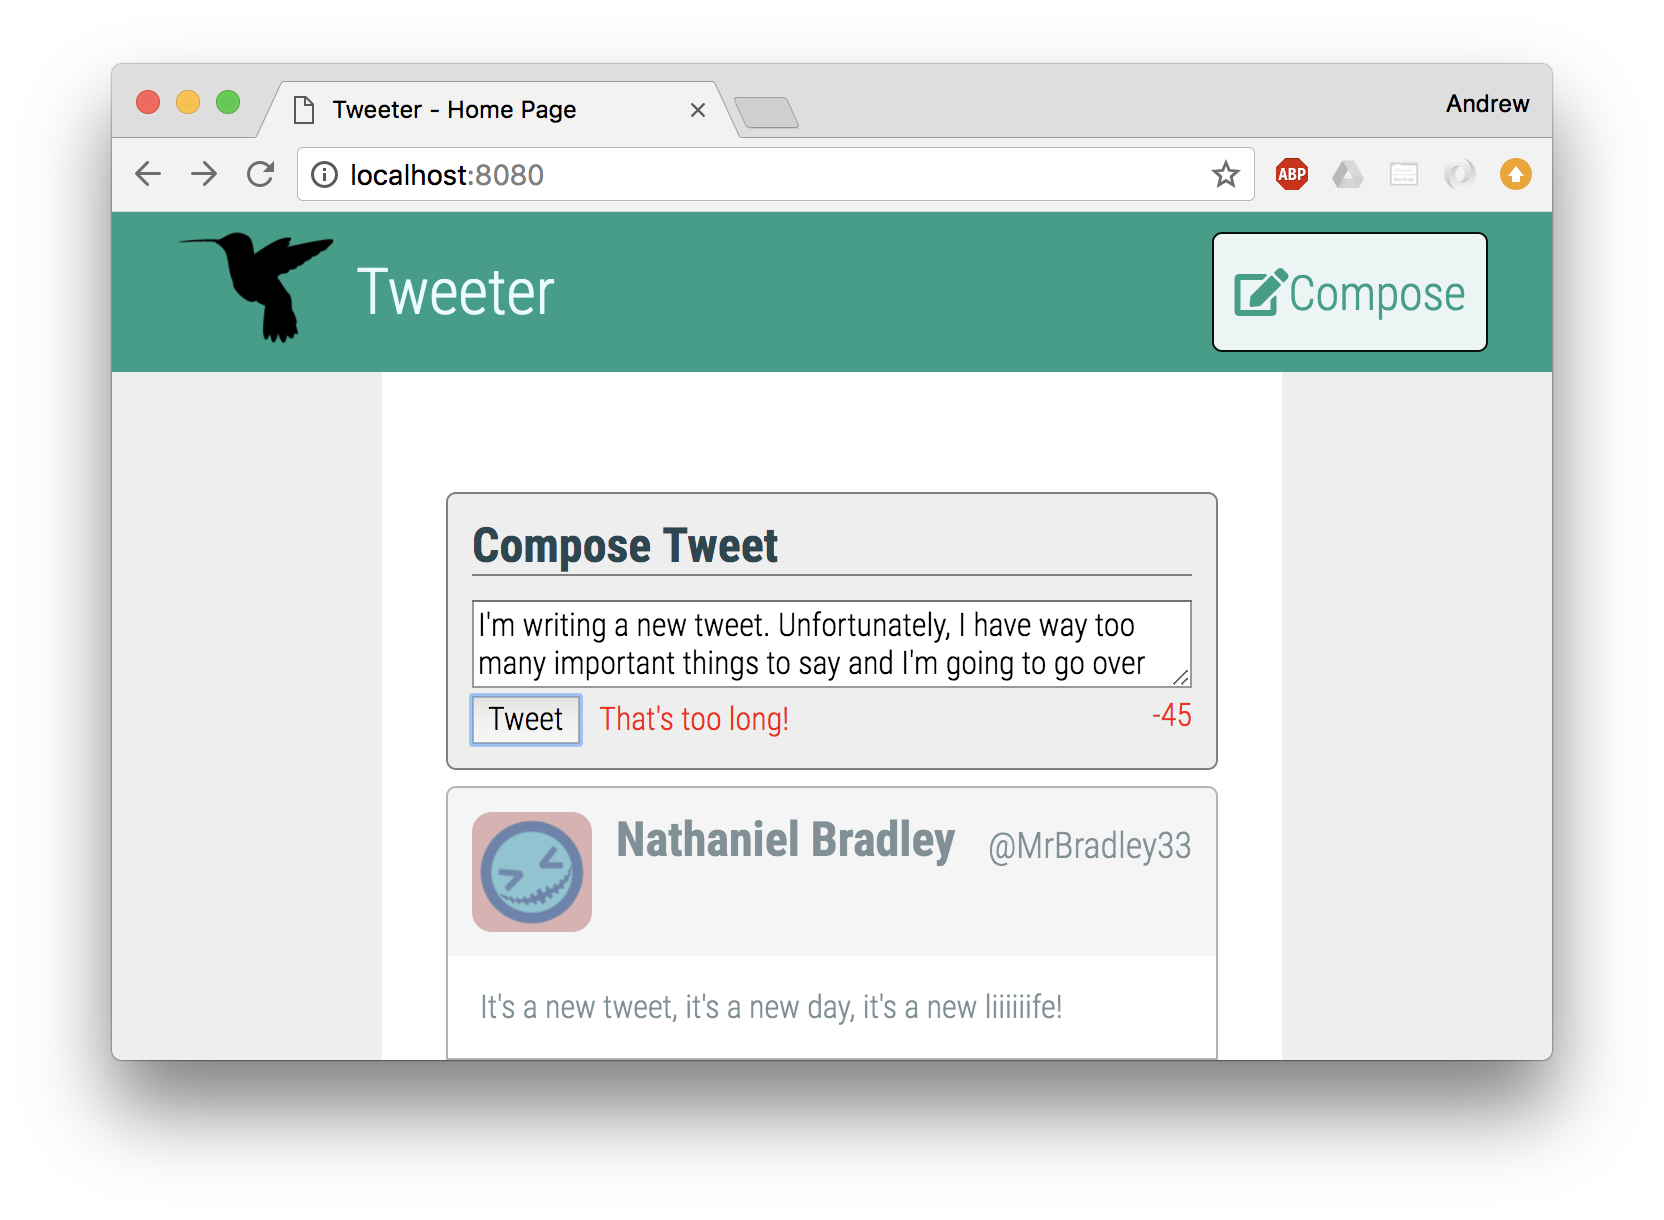 Tweeter - Home Page
Andrew
localhost:8080
ABP
Tweeter
Compose
Compose Tweet
I'm writing a new tweet. Unfortunately, I have way too
many important things to say and I'm going to go over
Tweet That's too long! -45
Nathaniel Bradley @MrBradley33
It's a new tweet, it's a new day, it's a new liiiiiife!